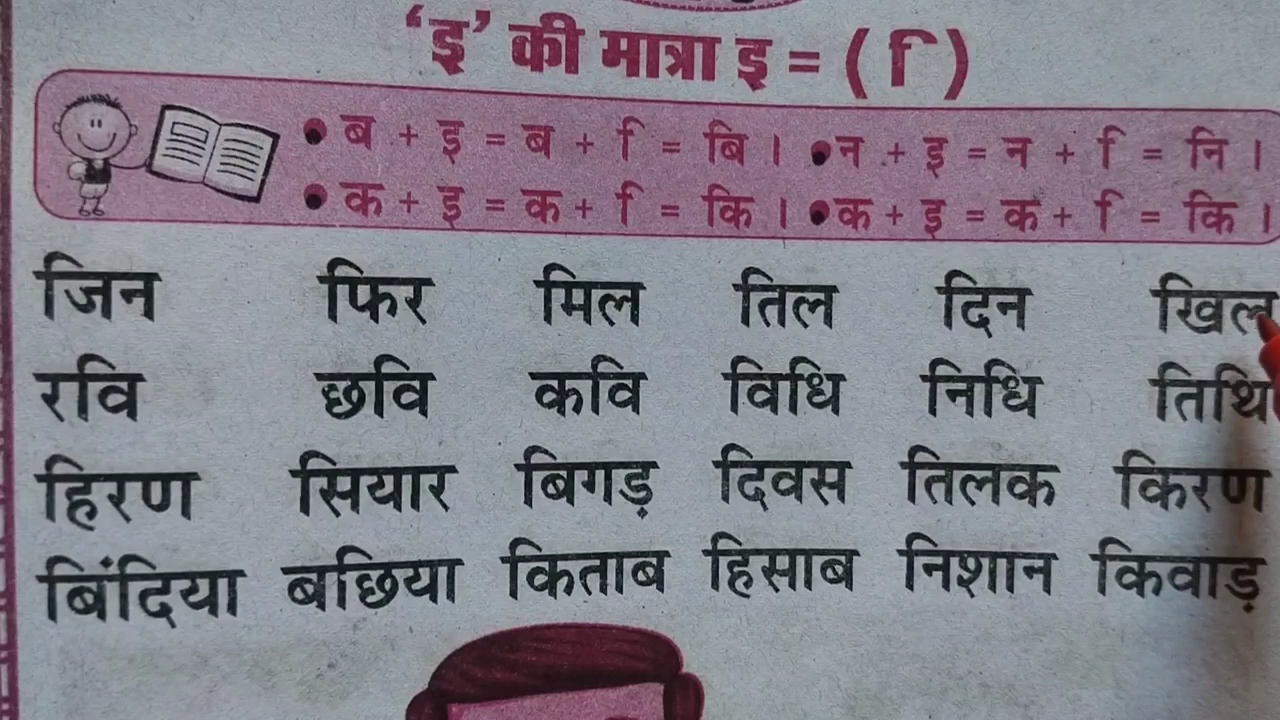 ‘इ’ की मात्रा इ = ( ि )
• ब + इ = ब + ि = बि । • न + इ = न + ि = नि ।
• क + इ = क + ि = कि । • क + इ = क + ि = कि ।
जिन फिर मिल तिल दिन खिल
रवि छवि कवि विधि निधि तिथि
हिरण सियार बिगड़ दिवस तिलक किरण
बिंदिया बछिया किताब हिसाब निशान किवाड़